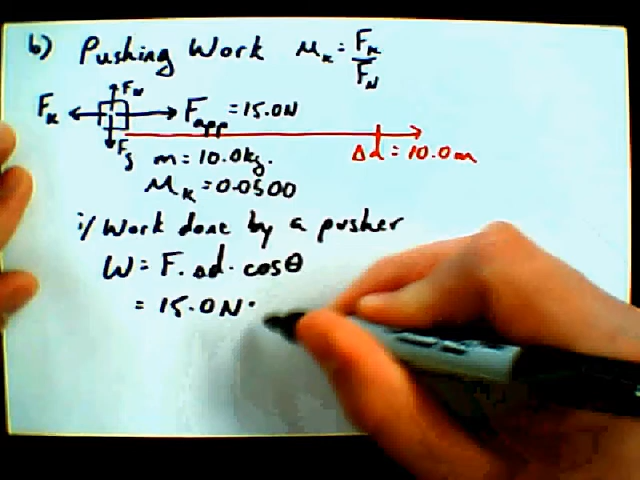 b) Pushing Work μK = FK/FN
FN
FK Fapp = 15.0N
Fg m = 10.0kg. Δd = 10.0m
μK = 0.0500
i/ Work done by a pusher
W = F. Δd. cosθ
= 15.0N.